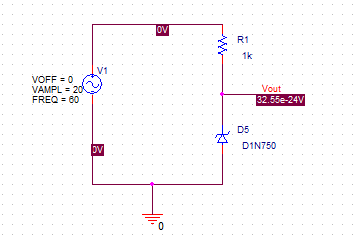 0V
R1
1k
V1
VOFF = 0
VAMPL = 20
FREQ = 60
Vout
32.55e-24V
D5
D1N750
0V
0